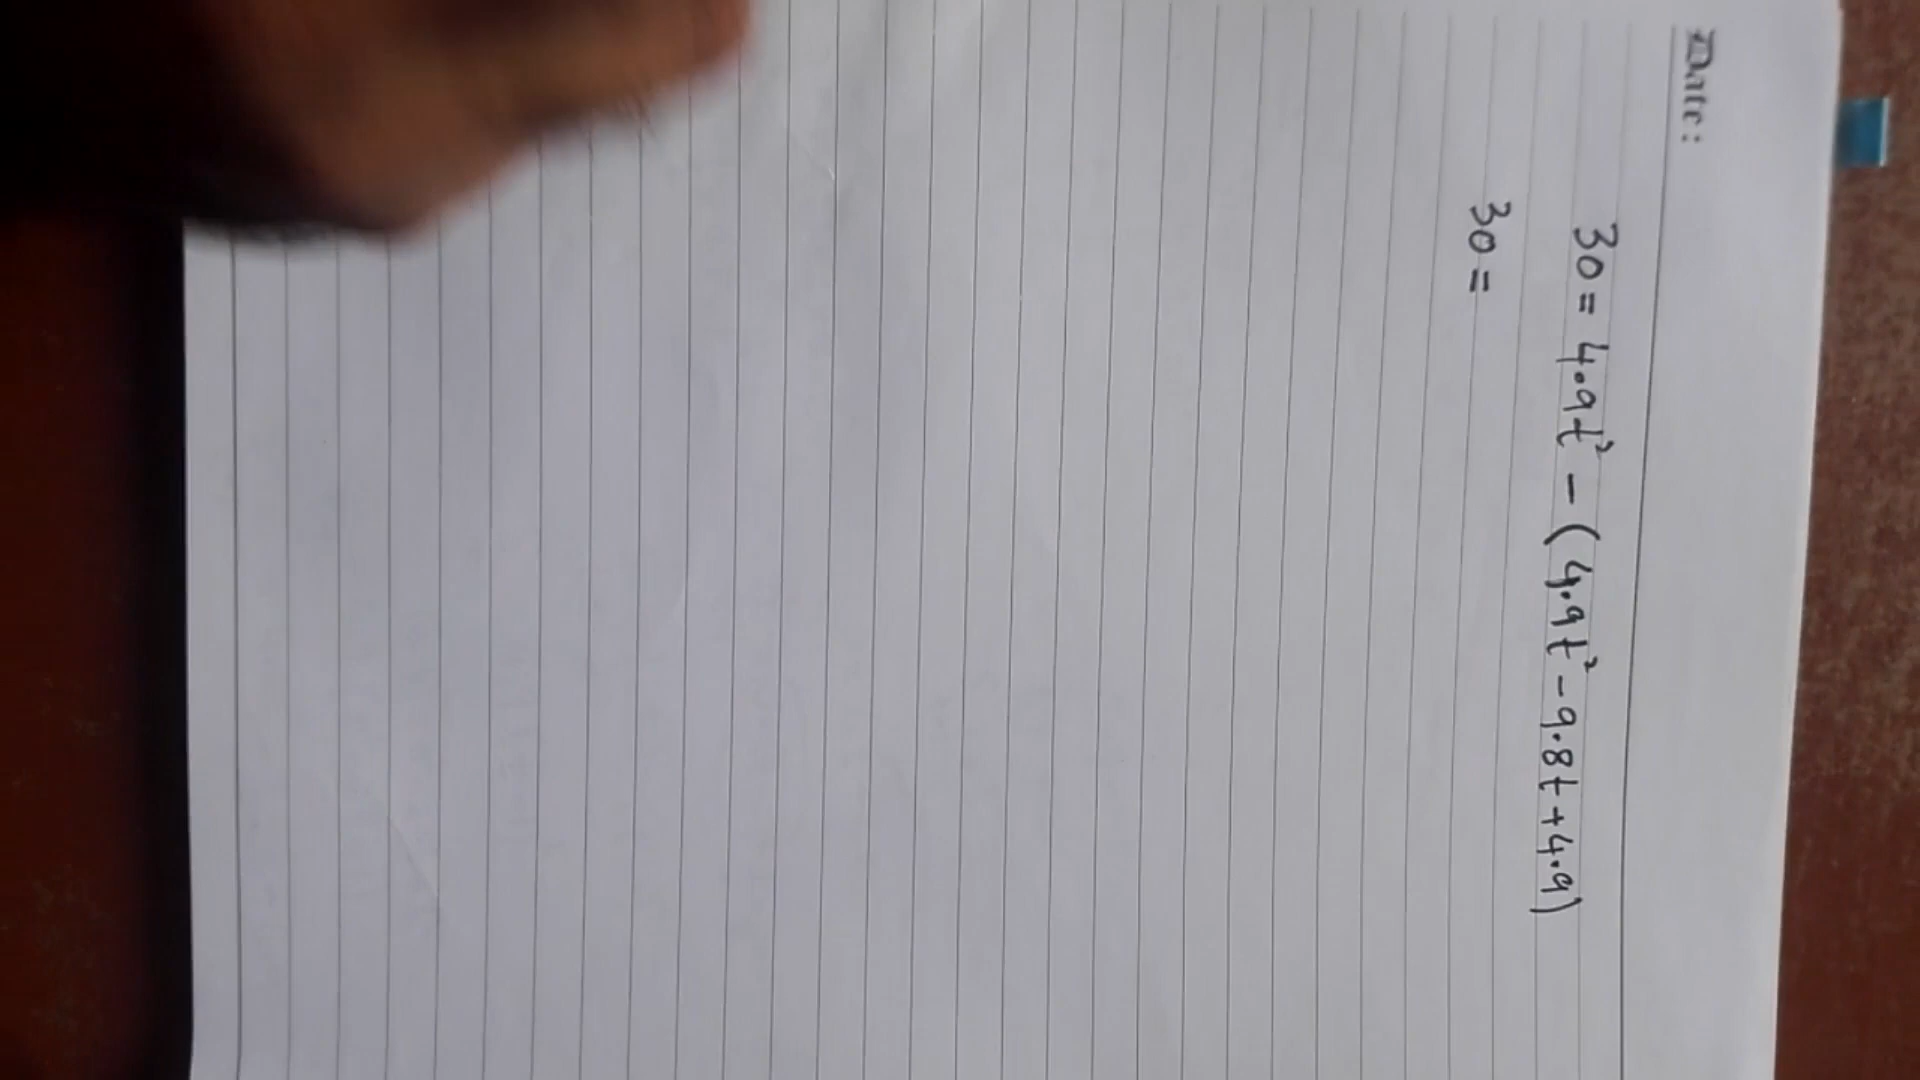 Date:
30 = 4.9t² - (4.9t² - 9.8t + 4.9)
30 =